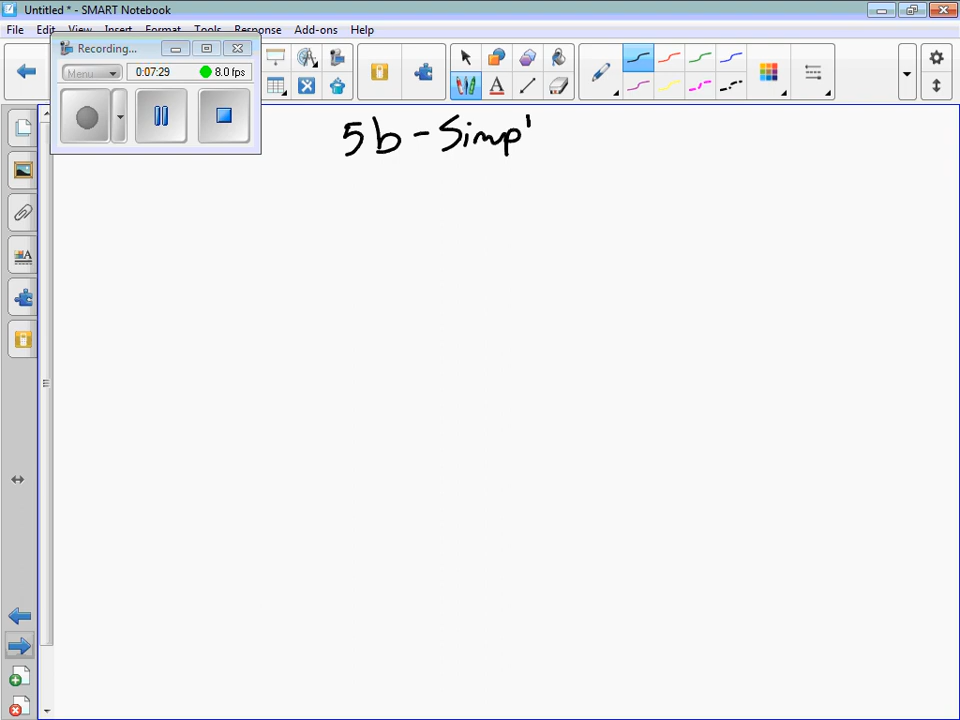 Untitled * - SMART Notebook
File Edit View Insert Format Tools Response Add-ons Help
Recording...
Menu 0:07:29 8.0 fps
5b - Simp